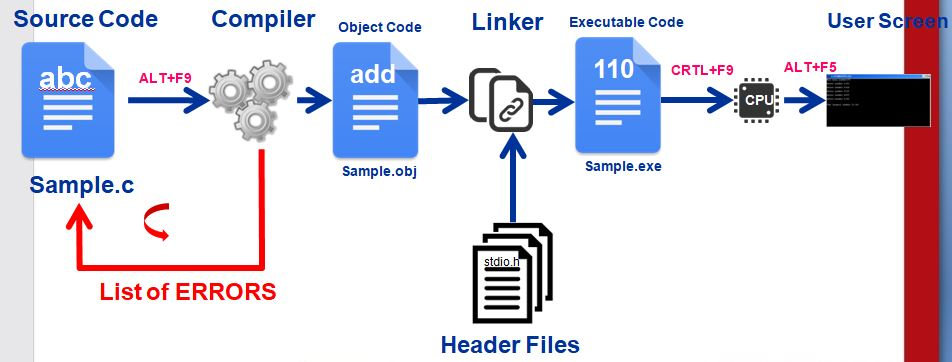 Source Code
Compiler
Object Code
Linker
Executable Code
User Screen
abc
ALT+F9
add
110
CRTL+F9
CPU
ALT+F5
Sample.c
Sample.obj
Sample.exe
List of ERRORS
stdio.h
Header Files